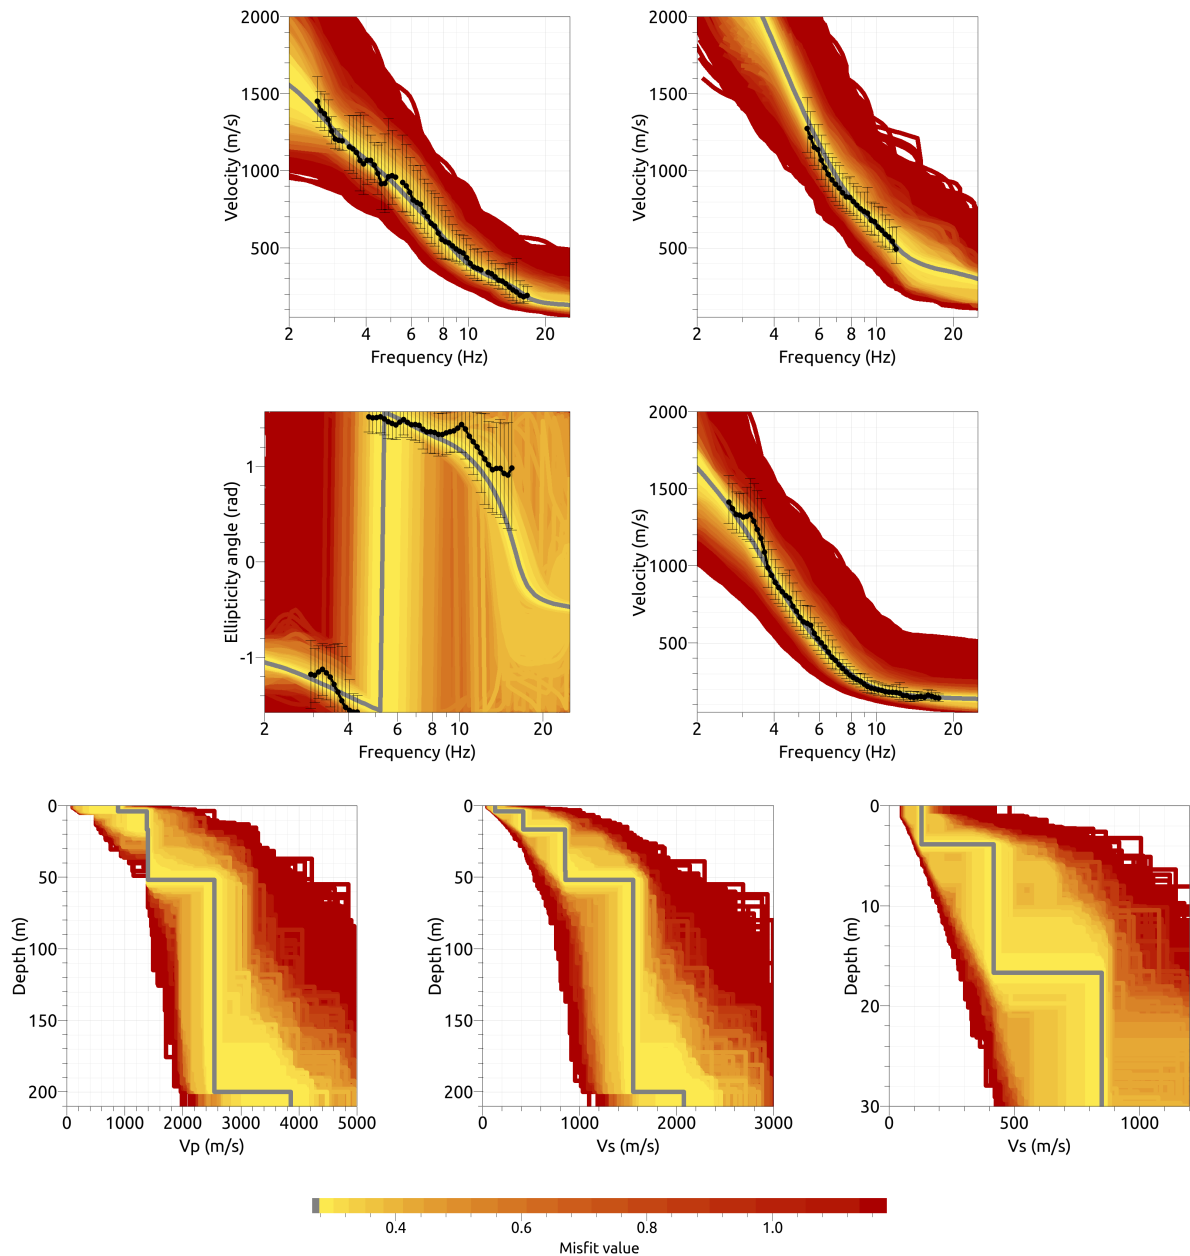 2000
1500
1000
500
Velocity (m/s)
2 4 6 8 10 20
Frequency (Hz)
2000
1500
1000
500
Velocity (m/s)
2 4 6 8 10 20
Frequency (Hz)
1
0
-1
Ellipticity angle (rad)
2 4 6 8 10 20
Frequency (Hz)
2000
1500
1000
500
Velocity (m/s)
2 4 6 8 10 20
Frequency (Hz)
0
50
100
150
200
Depth (m)
0 1000 2000 3000 4000 5000
Vp (m/s)
0
50
100
150
200
Depth (m)
0 1000 2000 3000
Vs (m/s)
0
10
20
30
Depth (m)
0 500 1000
Vs (m/s)
0.4 0.6 0.8 1.0
Misfit value